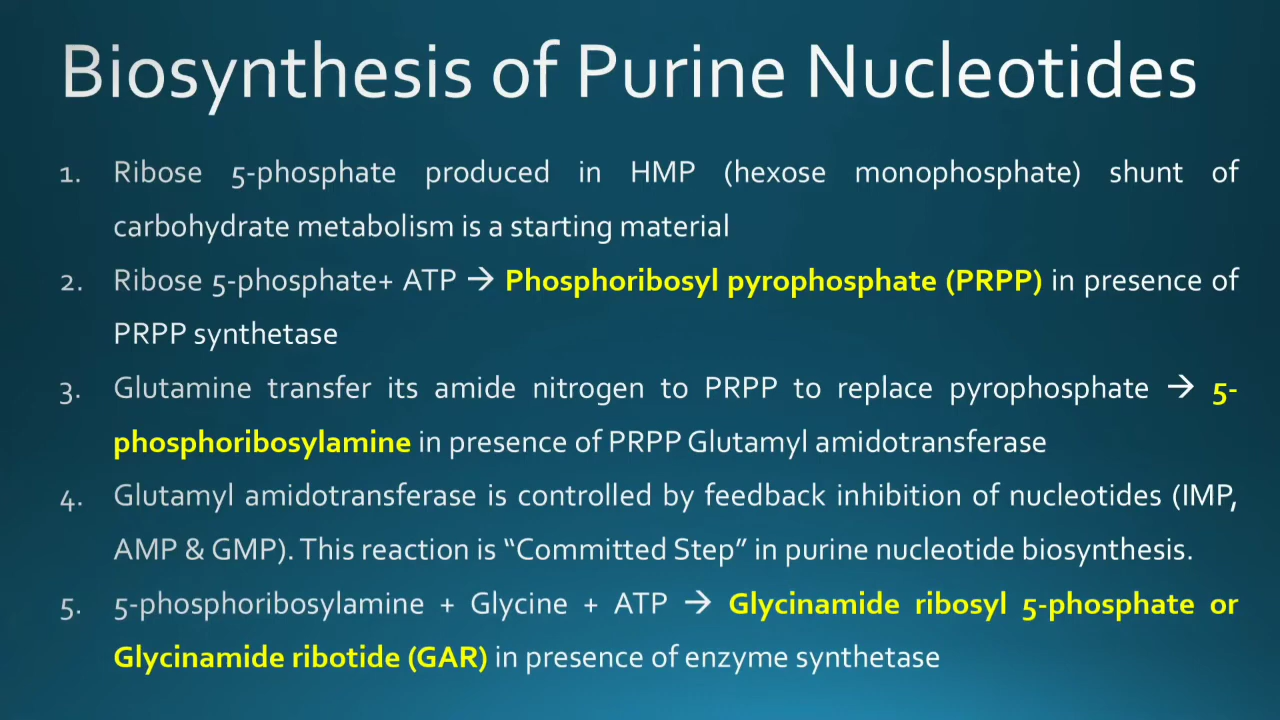 Biosynthesis of Purine Nucleotides
1. Ribose 5-phosphate produced in HMP (hexose monophosphate) shunt of
carbohydrate metabolism is a starting material
2. Ribose 5-phosphate+ ATP → Phosphoribosyl pyrophosphate (PRPP) in presence of
PRPP synthetase
3. Glutamine transfer its amide nitrogen to PRPP to replace pyrophosphate → 5-
phosphoribosylamine in presence of PRPP Glutamyl amidotransferase
4. Glutamyl amidotransferase is controlled by feedback inhibition of nucleotides (IMP,
AMP & GMP). This reaction is “Committed Step” in purine nucleotide biosynthesis.
5. 5-phosphoribosylamine + Glycine + ATP → Glycinamide ribosyl 5-phosphate or
Glycinamide ribotide (GAR) in presence of enzyme synthetase